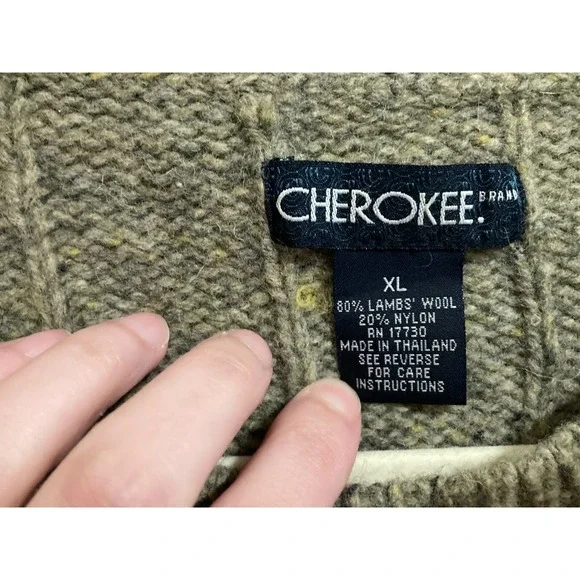 CHEROKEE. BRAND
XL
80% LAMBS' WOOL
20% NYLON
RN 17730
MADE IN THAILAND
SEE REVERSE
FOR CARE
INSTRUCTIONS